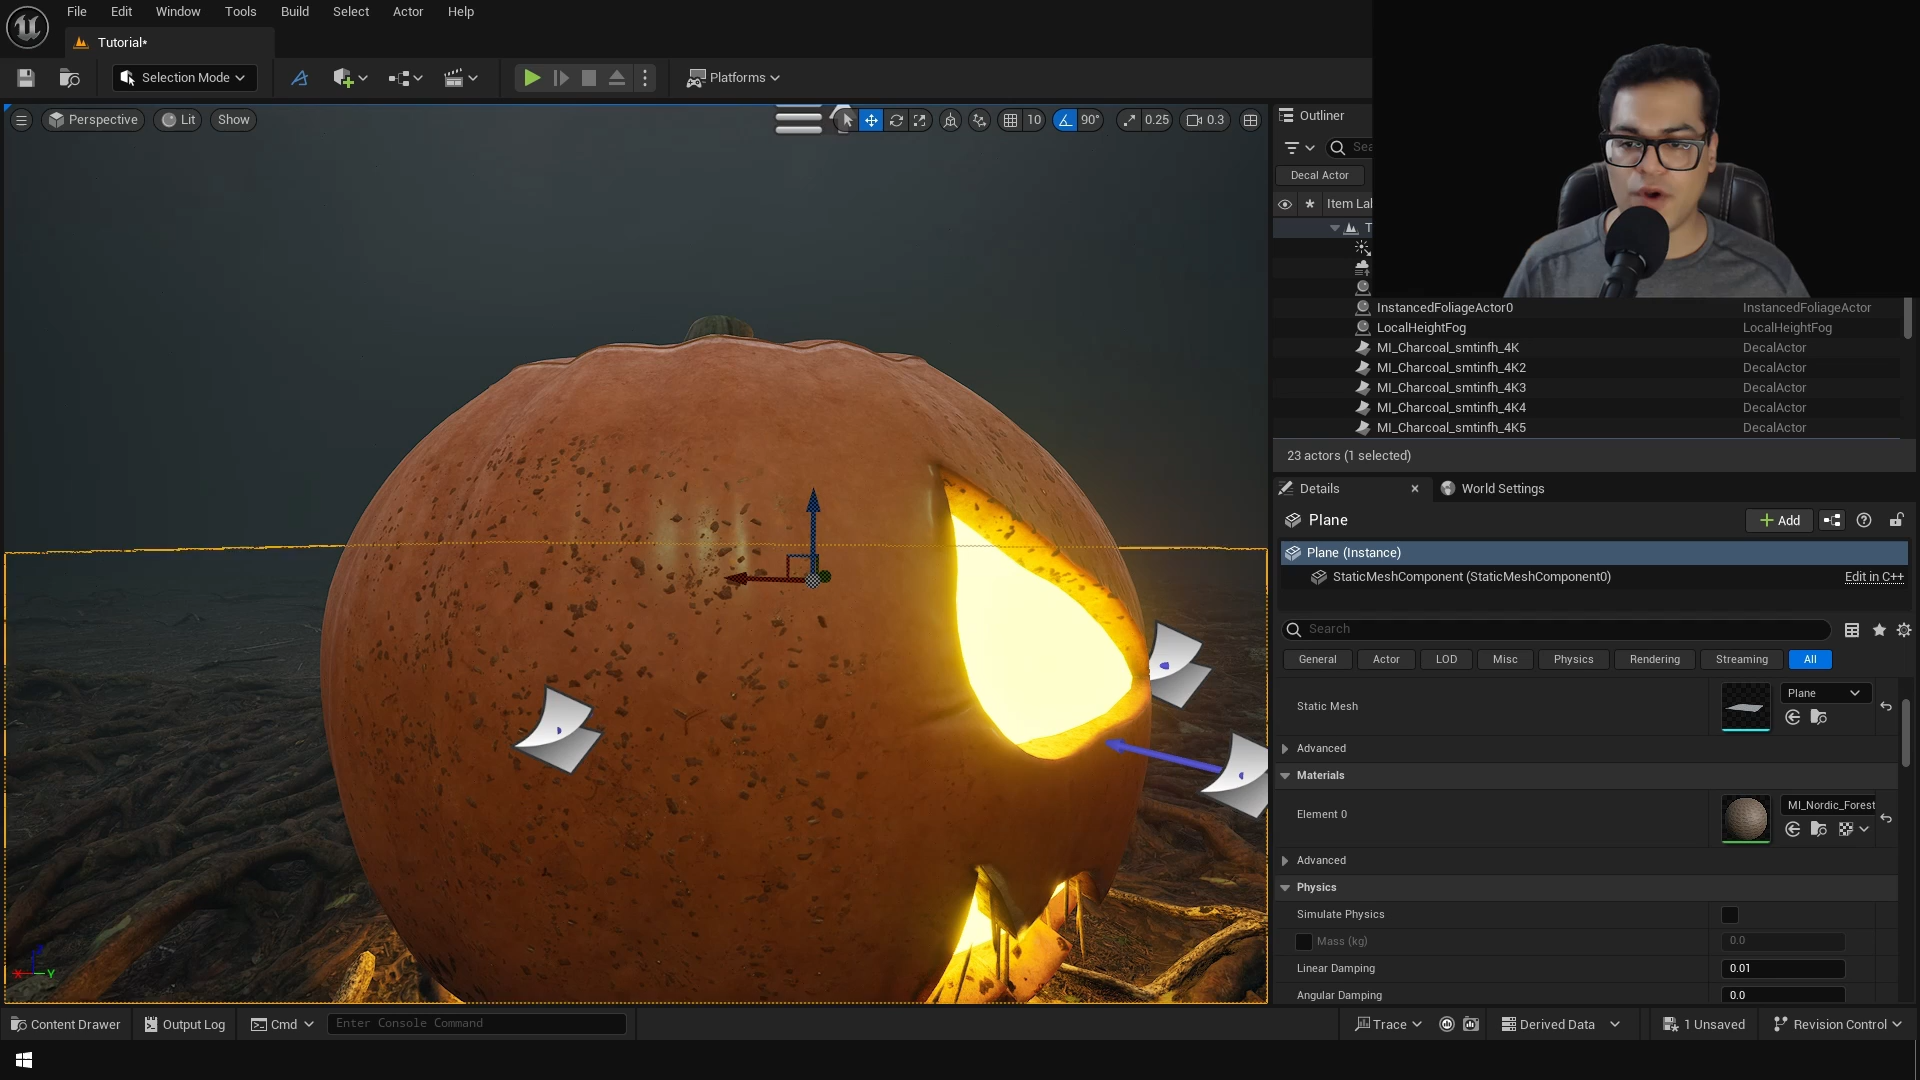 File Edit Window Tools Build Select Actor Help
Tutorial*
Selection Mode
Platforms
Perspective Lit Show
10 90° 0.25 0.3
Outliner
Sea
Decal Actor
Item Lal
T
InstancedFoliageActor0 InstancedFoliageActor
LocalHeightFog LocalHeightFog
MI_Charcoal_smtinfh_4K DecalActor
MI_Charcoal_smtinfh_4K2 DecalActor
MI_Charcoal_smtinfh_4K3 DecalActor
MI_Charcoal_smtinfh_4K4 DecalActor
MI_Charcoal_smtinfh_4K5 DecalActor
23 actors (1 selected)
Details World Settings
Plane
Add
Plane (Instance)
StaticMeshComponent (StaticMeshComponent0) Edit in C++
Search
General Actor LOD Misc Physics Rendering Streaming All
Static Mesh Plane
Advanced
Materials
Element 0 MI_Nordic_Forest
Advanced
Physics
Simulate Physics
Mass (kg) 0.0
Linear Damping 0.01
Angular Damping 0.0
X Y
Content Drawer Output Log Cmd Enter Console Command Trace Derived Data 1 Unsaved Revision Control